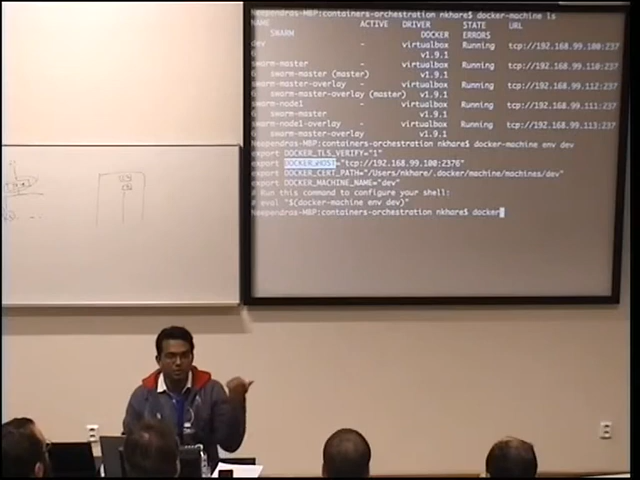 Neependras-MBP:containers-orchestration nkhare$ docker-machine ls
NAME ACTIVE DRIVER STATE URL
SWARM DOCKER ERRORS
dev - virtualbox Running tcp://192.168.99.100:237
6 v1.9.1
swarm-master - virtualbox Running tcp://192.168.99.110:237
6 swarm-master (master) v1.9.1
swarm-master-overlay - virtualbox Running tcp://192.168.99.112:237
6 swarm-master-overlay (master) v1.9.1
swarm-node1 - virtualbox Running tcp://192.168.99.111:237
6 swarm-master v1.9.1
swarm-node1-overlay - virtualbox Running tcp://192.168.99.113:237
6 swarm-master-overlay v1.9.1
Neependras-MBP:containers-orchestration nkhare$ docker-machine env dev
export DOCKER_TLS_VERIFY="1"
export DOCKER_HOST="tcp://192.168.99.100:2376"
export DOCKER_CERT_PATH="/Users/nkhare/.docker/machine/machines/dev"
export DOCKER_MACHINE_NAME="dev"
# Run this command to configure your shell:
# eval "$(docker-machine env dev)"
Neependras-MBP:containers-orchestration nkhare$ docker